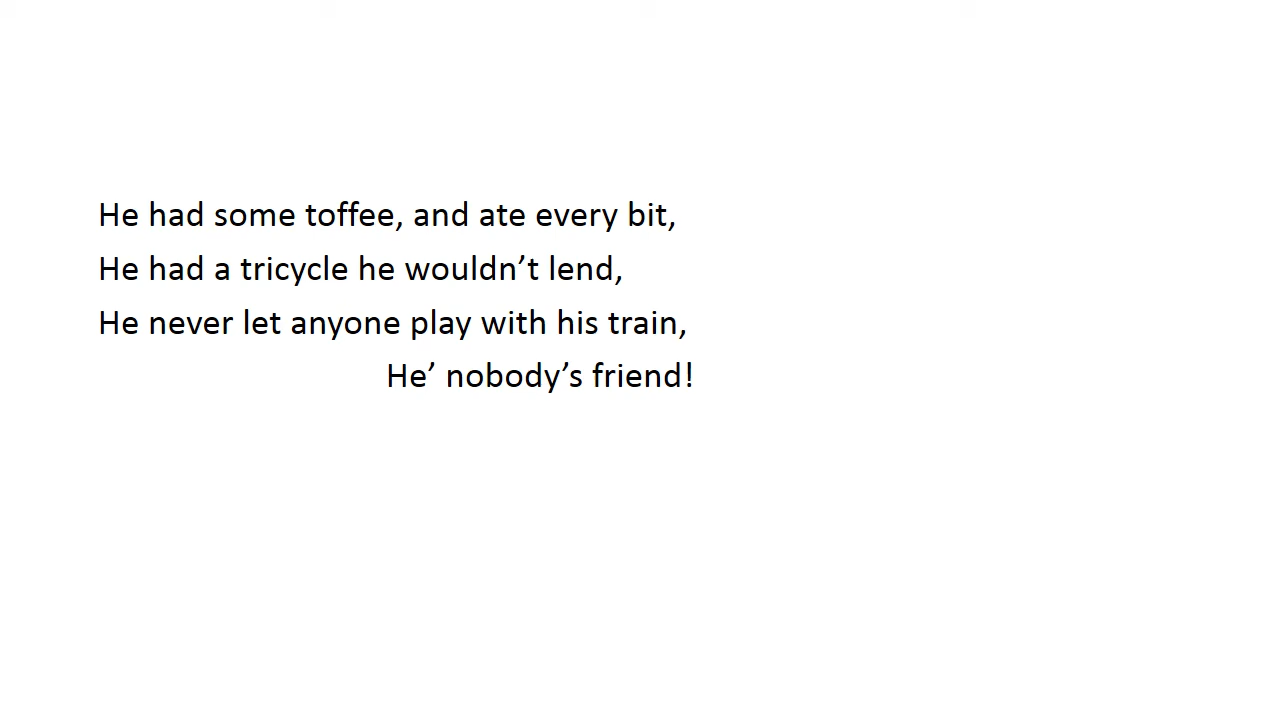 He had some toffee, and ate every bit,
He had a tricycle he wouldn’t lend,
He never let anyone play with his train,
He’ nobody’s friend!